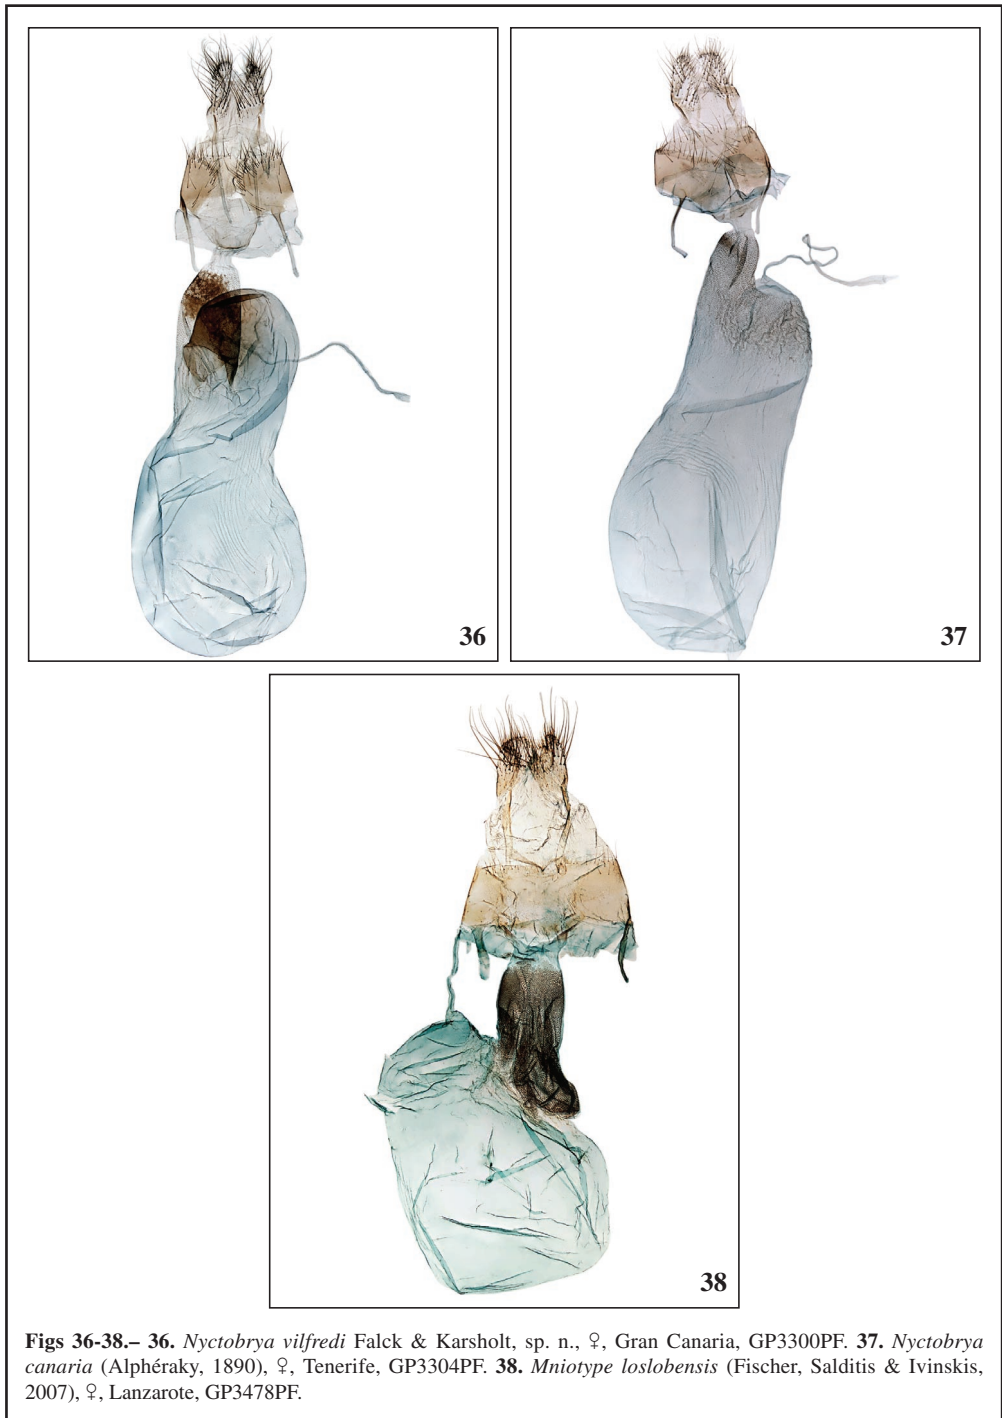 36
37
38
Figs 36-38.– 36. Nyctobrya vilfredi Falck & Karsholt, sp. n., ♀, Gran Canaria, GP3300PF. 37. Nyctobrya
canaria (Alphéraky, 1890), ♀, Tenerife, GP3304PF. 38. Mniotype loslobensis (Fischer, Salditis & Ivinskis,
2007), ♀, Lanzarote, GP3478PF.